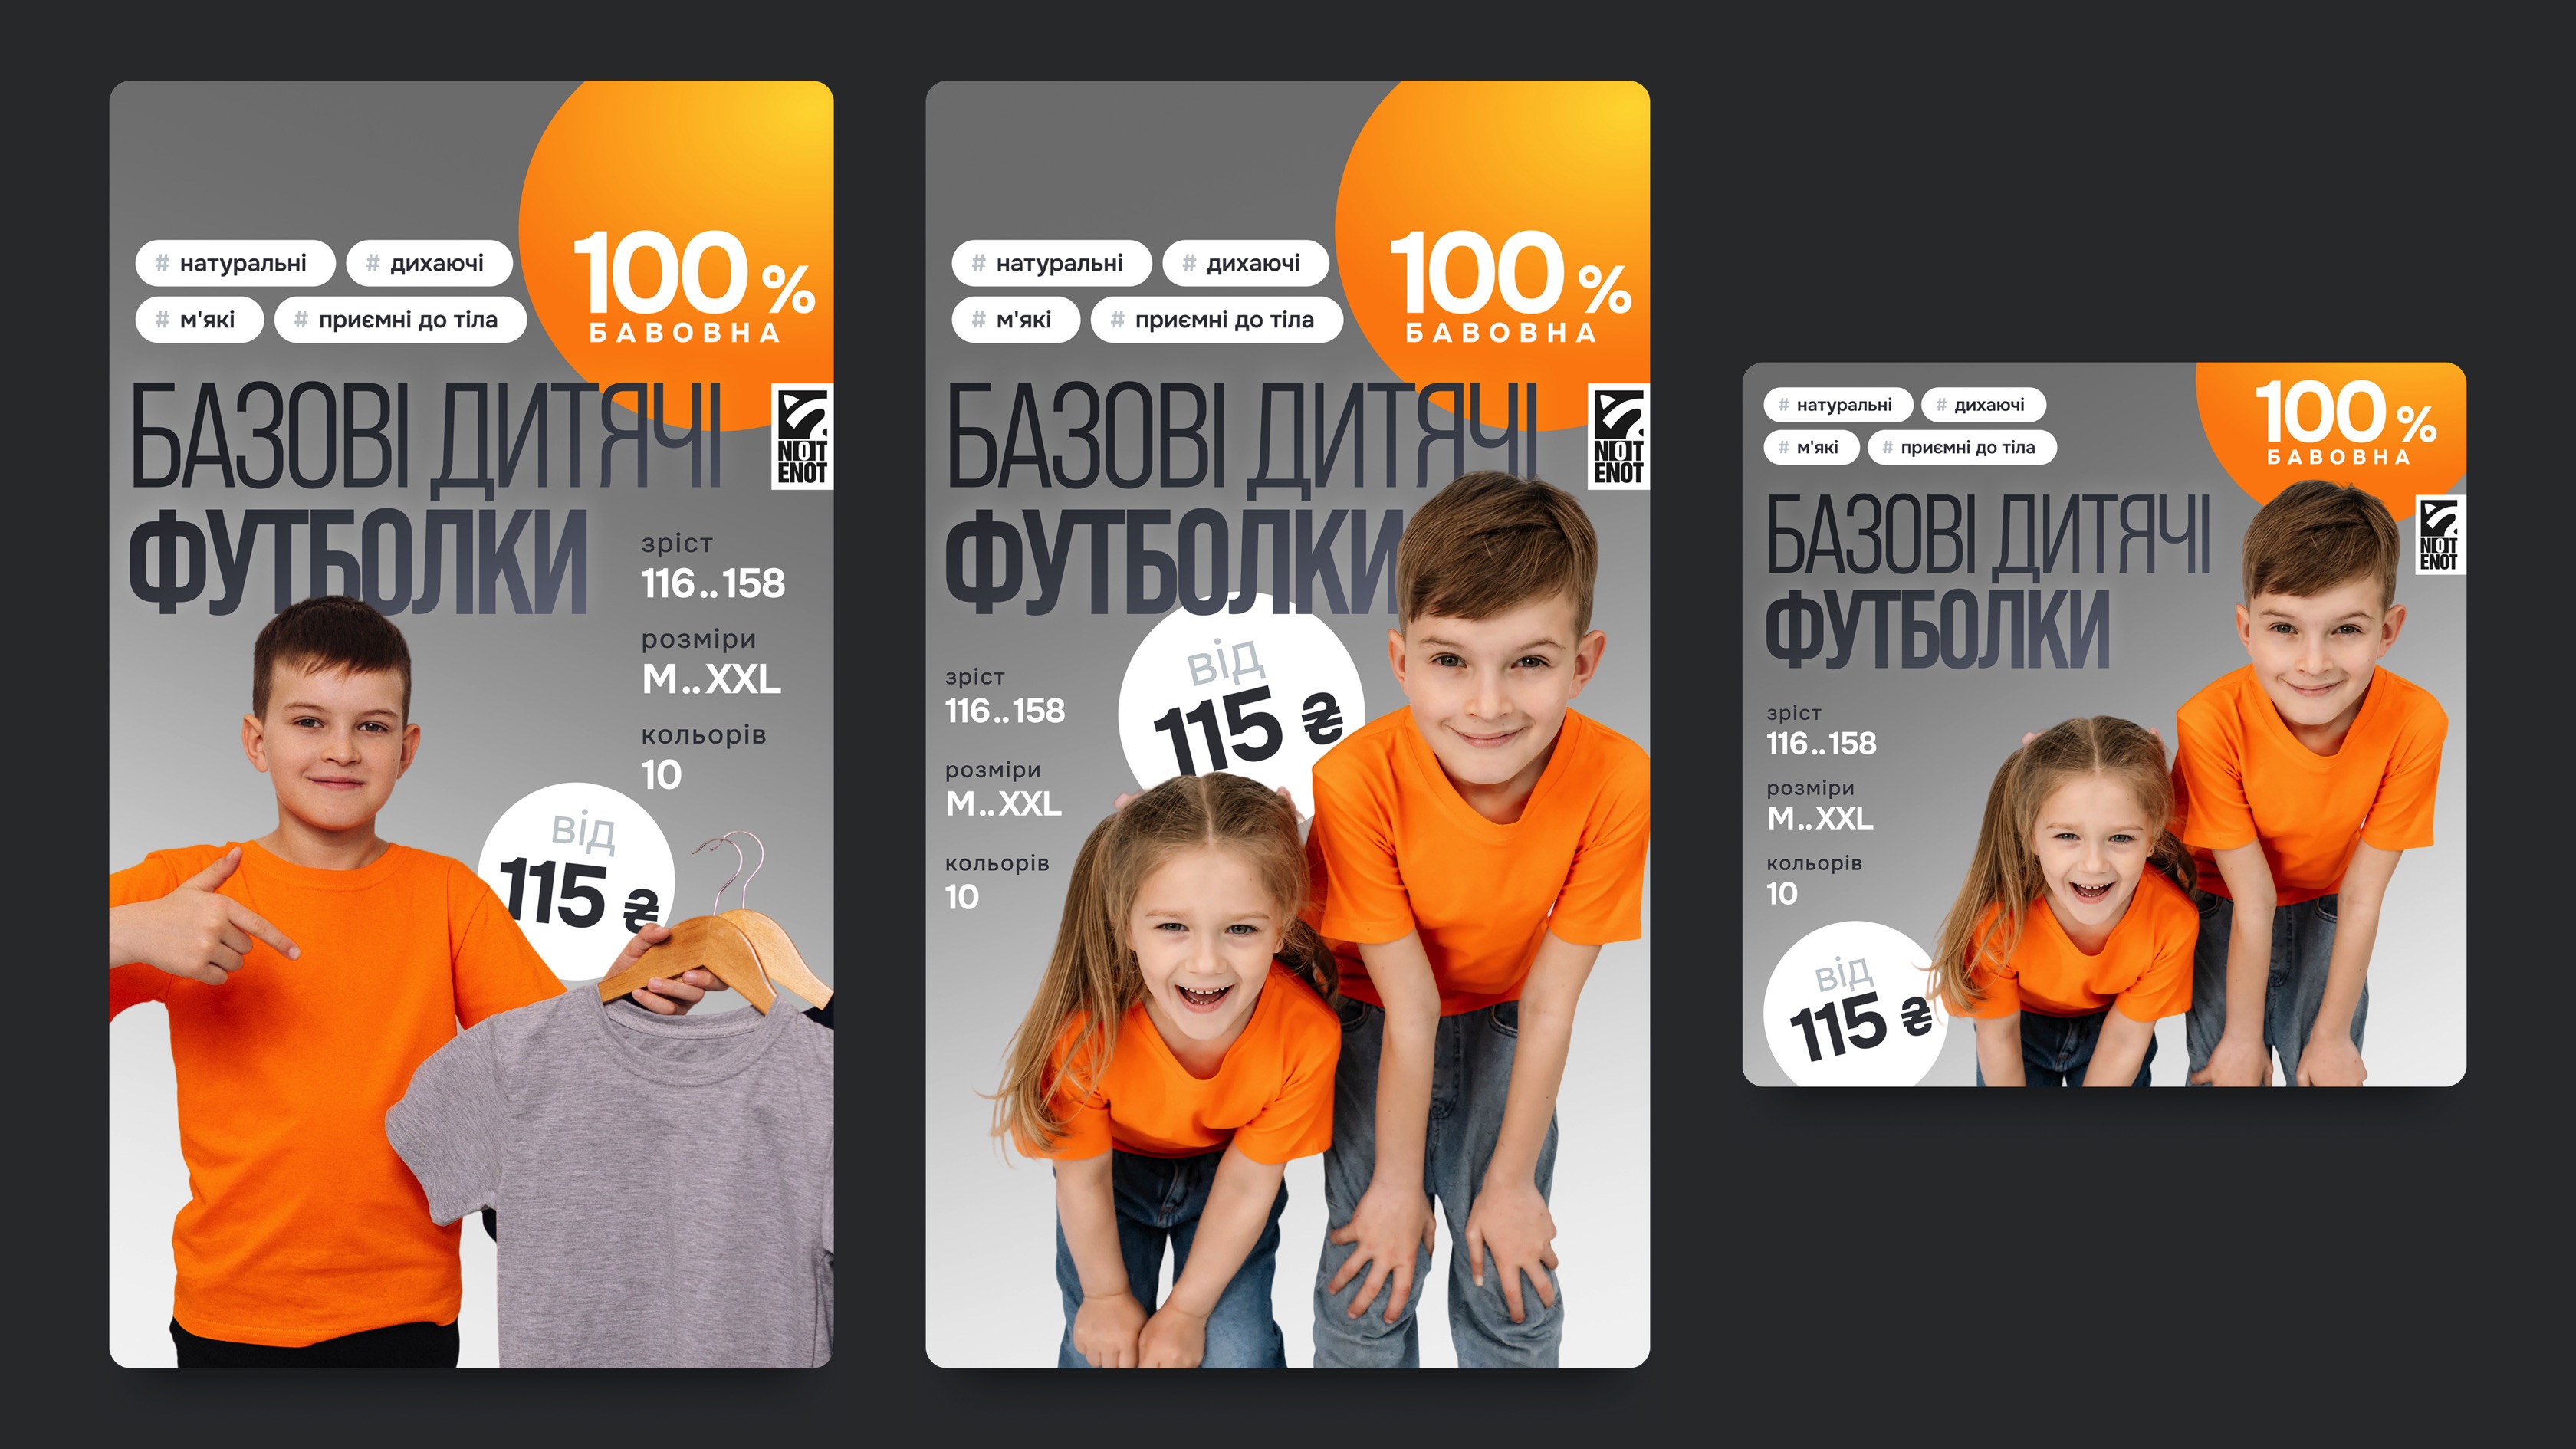 # натуральні # дихаючі
# м'які # приємні до тіла
100 %
БАВОВНА
БАЗОВІ ДИТЯЧІ
ФУТБОЛКИ
NOT
ENOT
зріст
116..158
розміри
M..XXL
кольорів
10
від
115 ₴
# натуральні # дихаючі
# м'які # приємні до тіла
100 %
БАВОВНА
БАЗОВІ ДИТЯЧІ
ФУТБОЛКИ
NOT
ENOT
від
115 ₴
зріст
116..158
розміри
M..XXL
кольорів
10
# натуральні # дихаючі
# м'які # приємні до тіла
100 %
БАВОВНА
БАЗОВІ ДИТЯЧІ
ФУТБОЛКИ
NOT
ENOT
зріст
116..158
розміри
M..XXL
кольорів
10
від
115 ₴